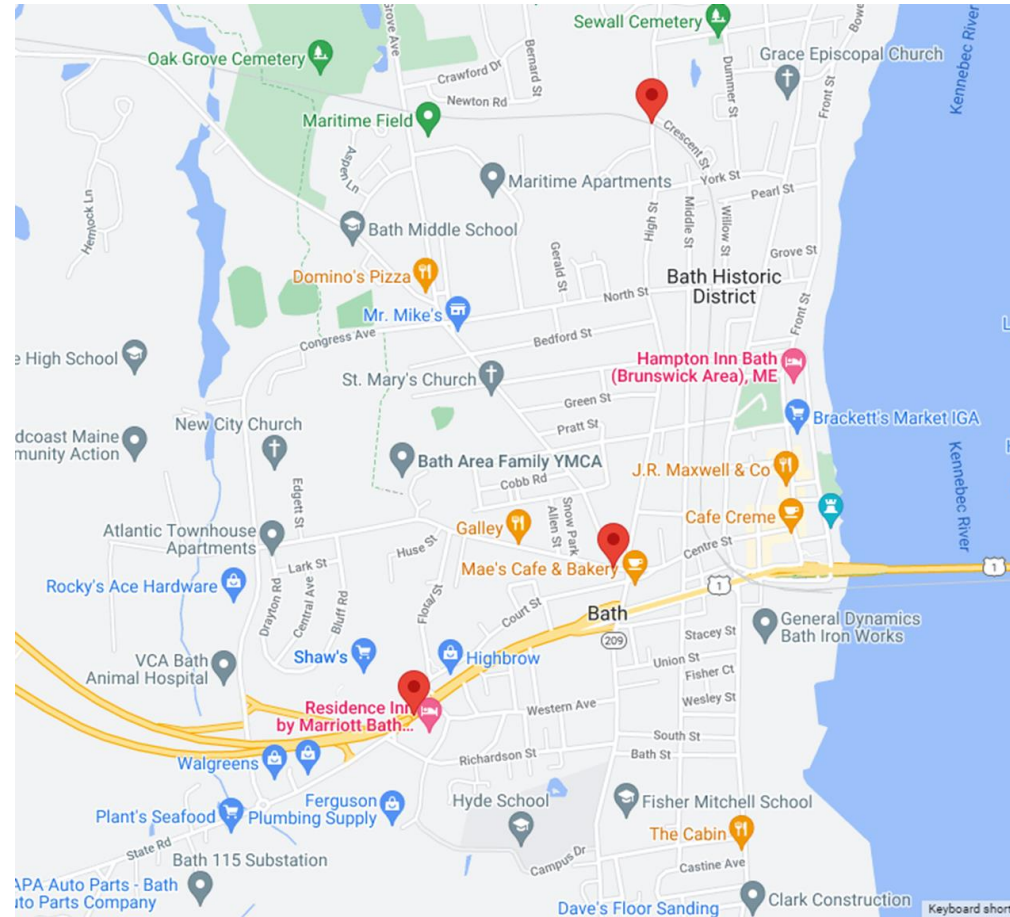 Sewall Cemetery
Grove Ave
Bernard St
Oak Grove Cemetery
Crawford Dr
Dummer St
Grace Episcopal Church
Front St
Kennebec River
Newton Rd
Maritime Field
Crescent St
Aspen Ln
Maritime Apartments
York St
Pearl St
Hemlock Ln
Bath Middle School
High St
Middle St
Willow St
Gerald St
Grove St
Domino's Pizza
Bath Historic
District
North St
Mr. Mike's
Front St
Congress Ave
Bedford St
e High School
Hampton Inn Bath
(Brunswick Area), ME
St. Mary's Church
Green St
Brackett's Market IGA
New City Church
Pratt St
dcoast Maine
munity Action
Bath Area Family YMCA
J.R. Maxwell & Co
Kennebec River
Cobb Rd
Edgett St
Snow Park
Allen St
Cafe Creme
Atlantic Townhouse
Apartments
Galley
Huse St
Centre St
Lark St
Mae's Cafe & Bakery
1
Rocky's Ace Hardware
Drayton Rd
Central Ave
Bluff Rd
Floral St
Court St
1
Bath
General Dynamics
Bath Iron Works
209
Stacey St
Shaw's
Highbrow
Union St
Fisher Ct
VCA Bath
Animal Hospital
Wesley St
Residence Inn
by Marriott Bath...
Western Ave
South St
Richardson St
Bath St
Walgreens
Plant's Seafood
Ferguson
Plumbing Supply
Hyde School
Fisher Mitchell School
The Cabin
State Rd
Campus Dr
Bath 115 Substation
Castine Ave
APA Auto Parts - Bath
uto Parts Company
Clark Construction
Dave's Floor Sanding
Keyboard short